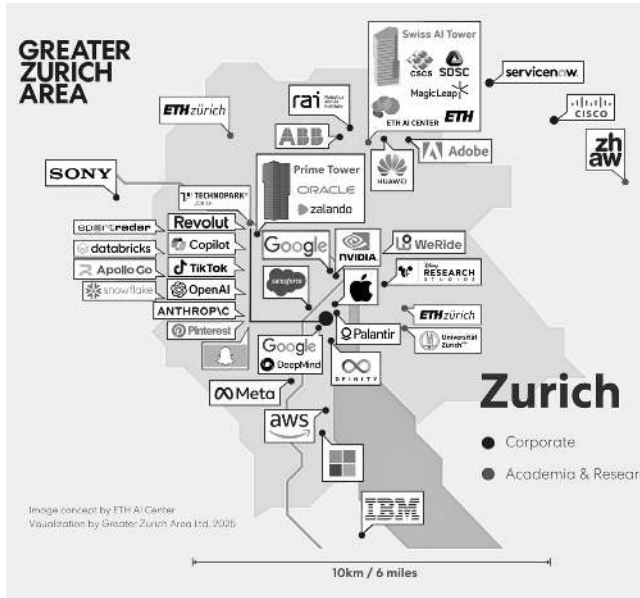 GREATER
ZURICH
AREA
Swiss AI Tower
CSCS
SDSC
MagicLeap
ETH AI CENTER
ETH
servicenow.
CISCO
zh
aw
ETH zürich
rai
ABB
HUAWEI
Adobe
SONY
TECHNOPARK
Prime Tower
ORACLE
zalando
sportradar
Revolut
databricks
Copilot
Apollo Go
TikTok
snowflake
OpenAI
ANTHROP\C
Pinterest
Google
NVIDIA.
WeRide
salesforce
Disney
RESEARCH
STUDIOS
ETH zürich
Universität
Zürich
Palantir
Google
DeepMind
DFINITY
Meta
aws
IBM
Zurich
Corporate
Academia & Resear
Image concept by ETH AI Center
Visualization by Greater Zurich Area Ltd, 2025
10km / 6 miles